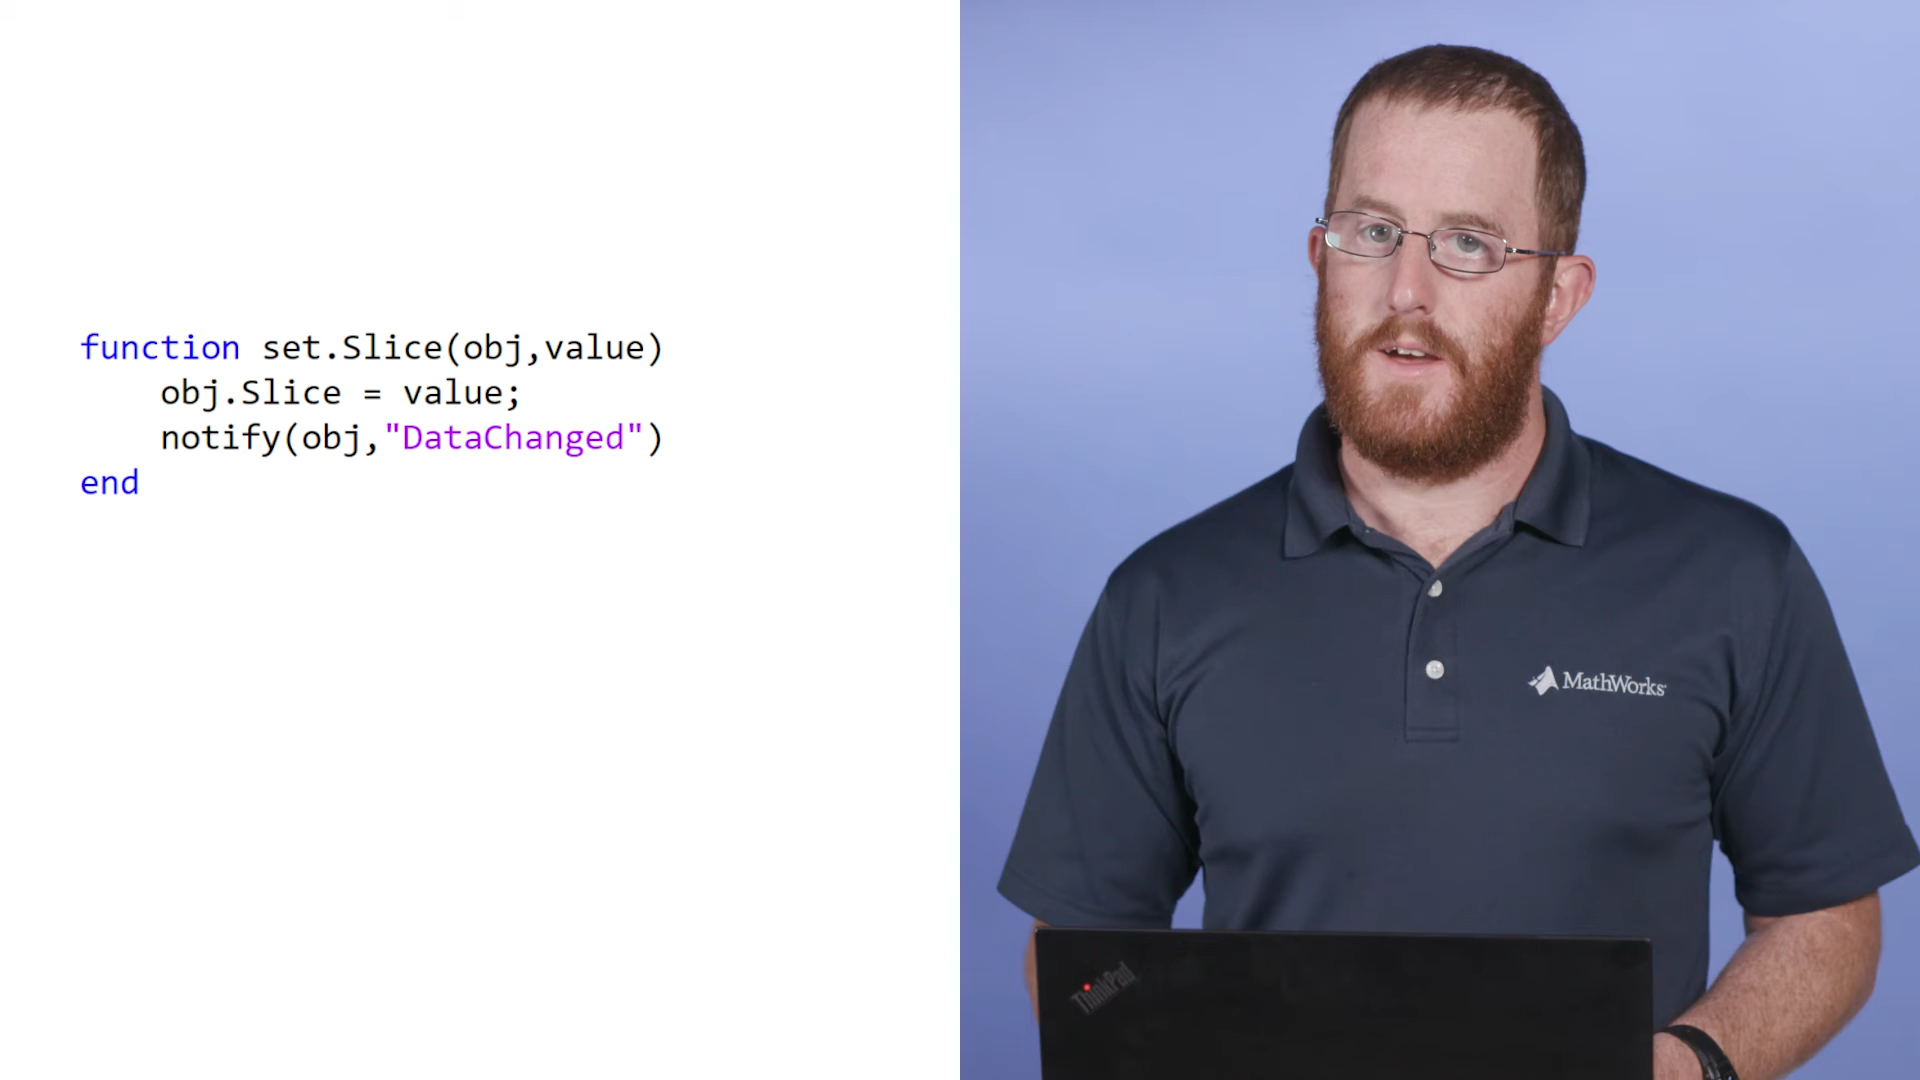 function set.Slice(obj,value)
    obj.Slice = value;
    notify(obj,"DataChanged")
end
MathWorks
ThinkPad